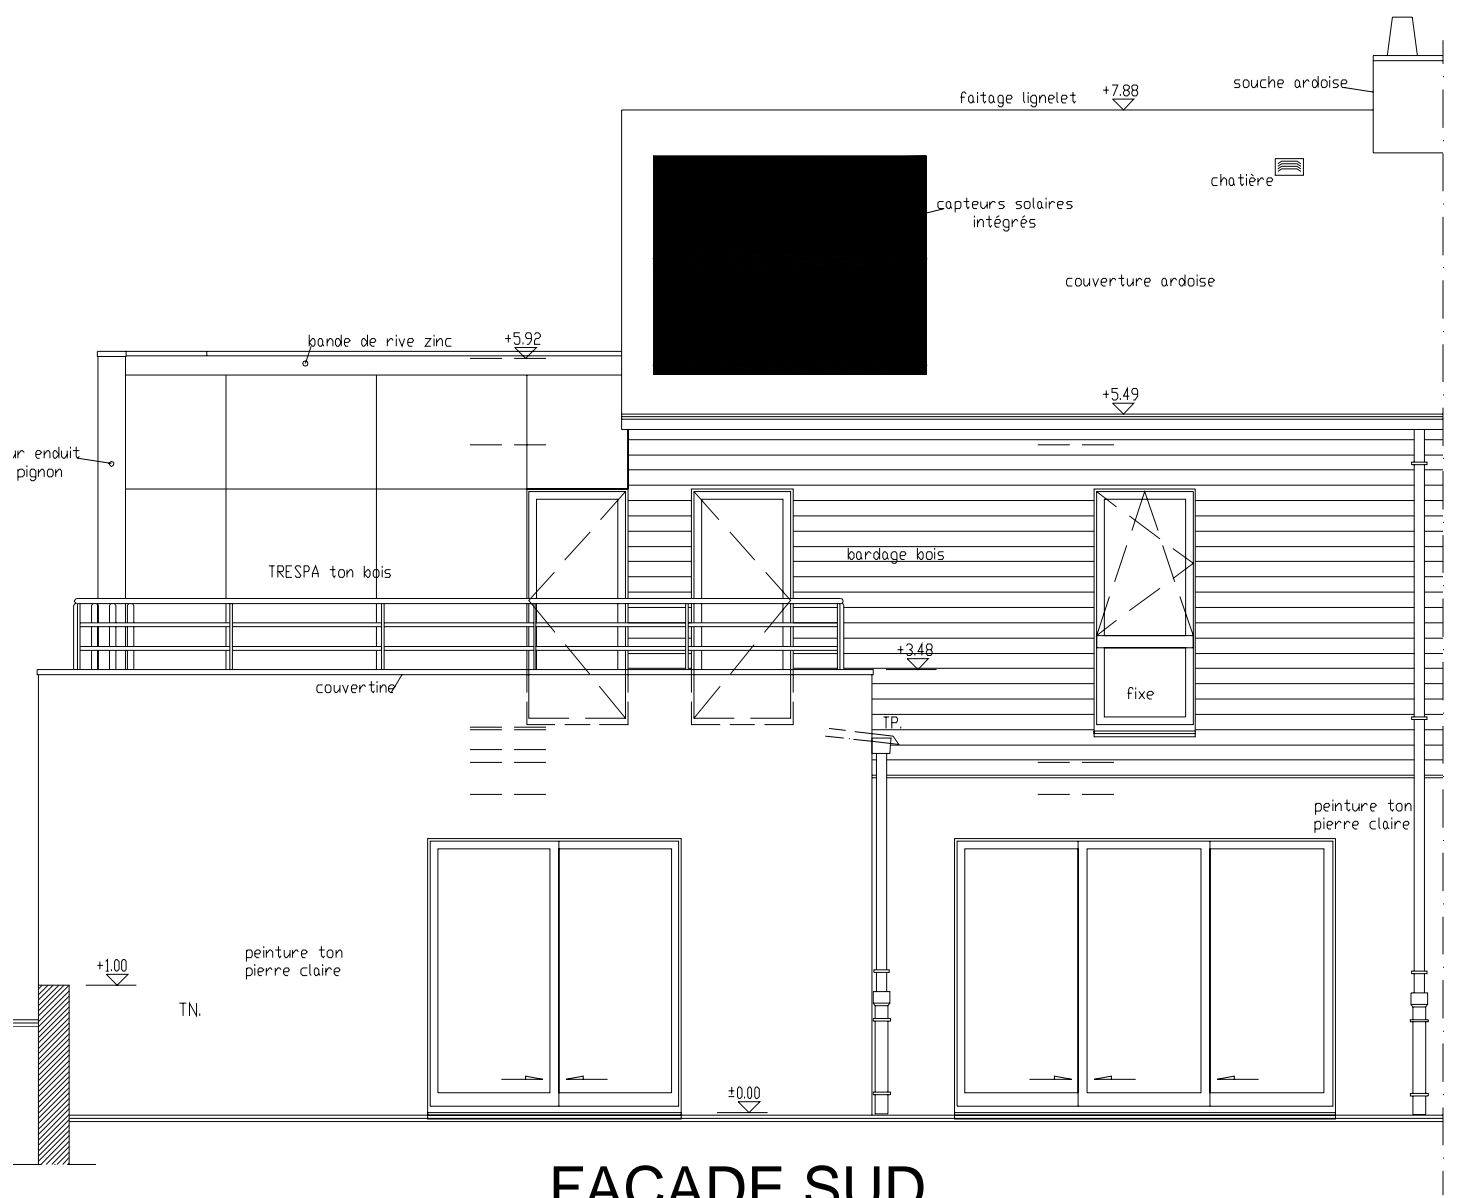 souche ardoise
faitage lignelet
+7.88
chatière
capteurs solaires
intégrés
couverture ardoise
bande de rive zinc
+5.92
+5.49
ur enduit
pignon
bardage bois
TRESPA ton bois
+3.48
couvertine
fixe
TP.
peinture ton
pierre claire
peinture ton
pierre claire
+1.00
TN.
±0.00
FACADE SUD